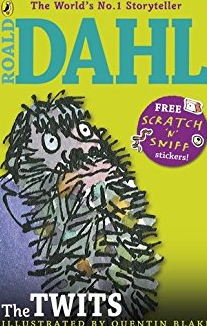 The World's No.1 Storyteller
ROALD
DAHL
FREE
SCRATCH
'N'
SNIFF
stickers!
The TWITS
ILLUSTRATED BY QUENTIN BLAKE